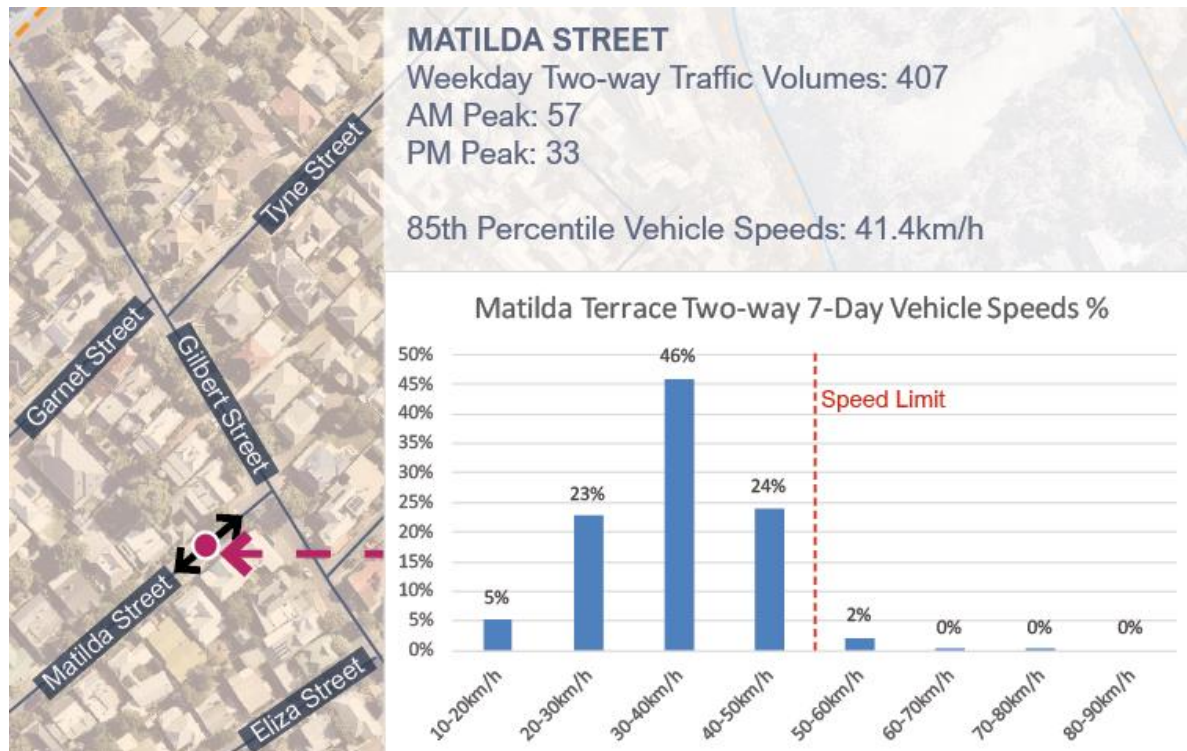 MATILDA STREET
Weekday Two-way Traffic Volumes: 407
AM Peak: 57
PM Peak: 33
85th Percentile Vehicle Speeds: 41.4km/h
Tyne Street
Garnet Street
Gilbert Street
Matilda Street
Eliza Street
Matilda Terrace Two-way 7-Day Vehicle Speeds %
50%
45%
40%
35%
30%
25%
20%
15%
10%
5%
0%
5%
23%
46%
24%
2%
0%
0%
0%
Speed Limit
10-20km/h
20-30km/h
30-40km/h
40-50km/h
50-60km/h
60-70km/h
70-80km/h
80-90km/h